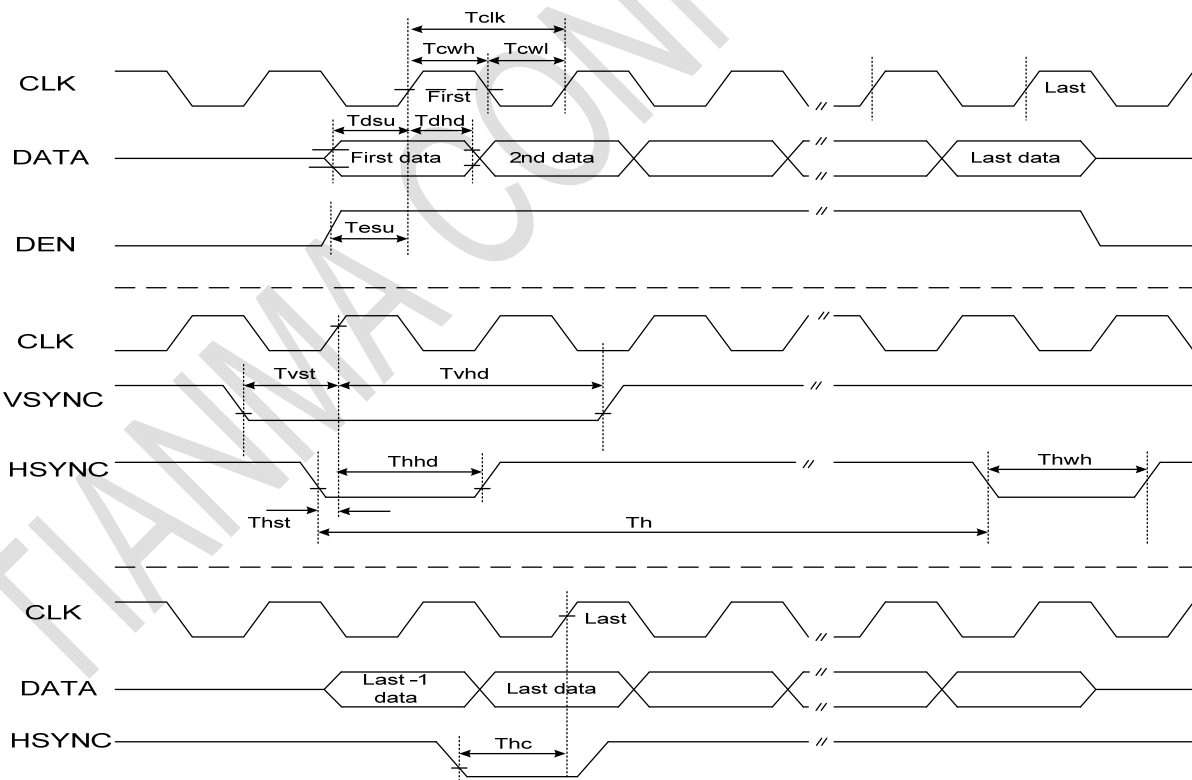 Tclk
Tcwh Tcwl
CLK
First
Last
Tdsu Tdhd
DATA
First data
2nd data
Last data
DEN
Tesu
CLK
Tvst Tvhd
VSYNC
HSYNC
Thhd
Thwh
Thst
Th
CLK
Last
DATA
Last -1
data
Last data
HSYNC
Thc
TIANMA